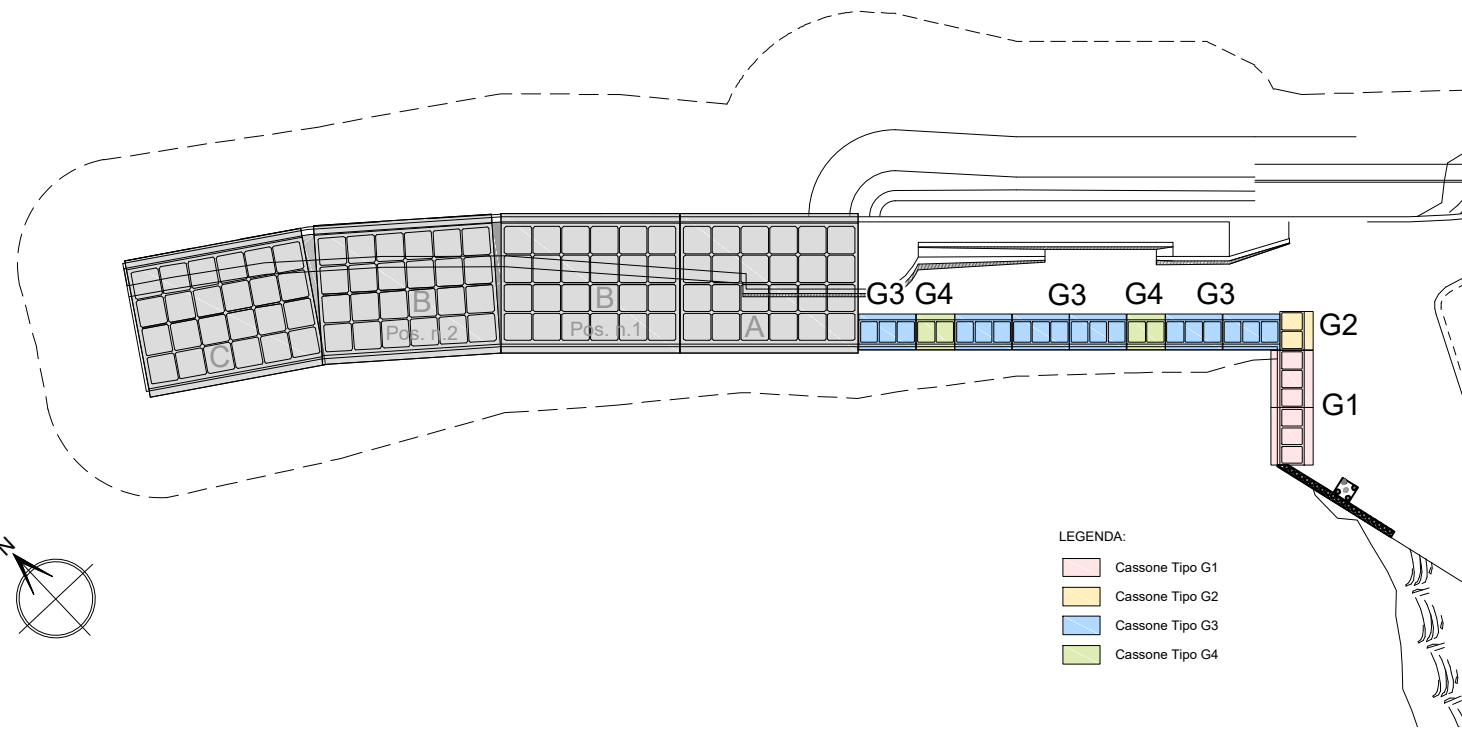 G3 G4 G3 G4 G3
G2
B
B
Pos. n.2
Pos. n.1
A
C
G1
N
LEGENDA:
Cassone Tipo G1
Cassone Tipo G2
Cassone Tipo G3
Cassone Tipo G4